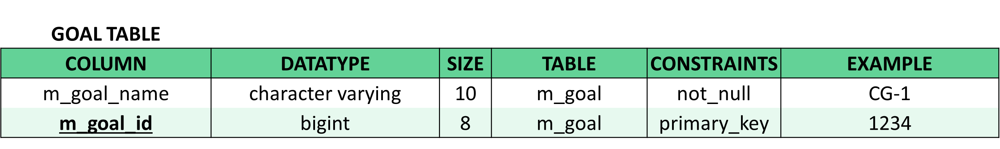 GOAL TABLE
COLUMN DATATYPE SIZE TABLE CONSTRAINTS EXAMPLE
m_goal_name character varying 10 m_goal not_null CG-1
m_goal_id bigint 8 m_goal primary_key 1234